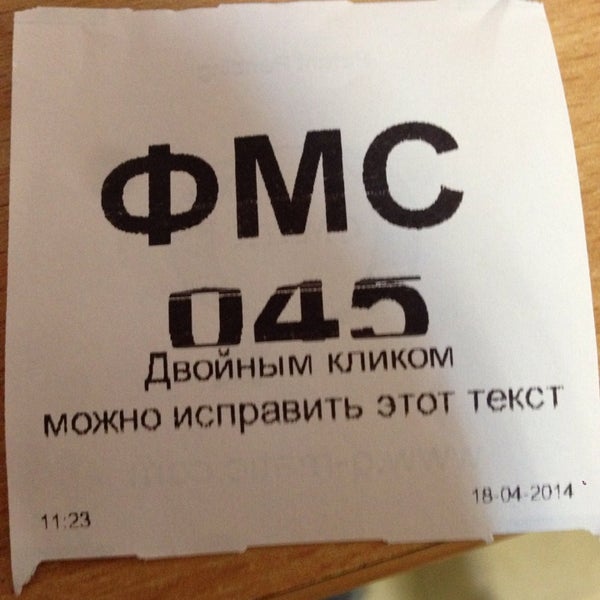 ФМС
045
Двойным кликом
можно исправить этот текст
18-04-2014
11:23